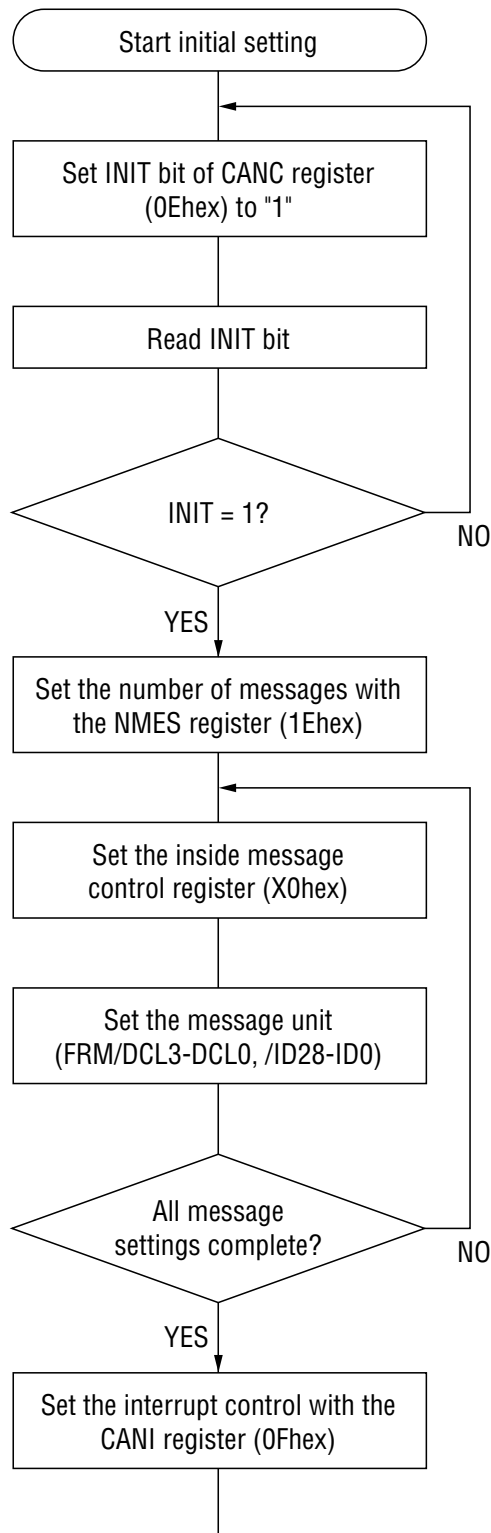 Start initial setting
Set INIT bit of CANC register
(0Ehex) to "1"
Read INIT bit
INIT = 1?
NO
YES
Set the number of messages with
the NMES register (1Ehex)
Set the inside message
control register (X0hex)
Set the message unit
(FRM/DCL3-DCL0, /ID28-ID0)
All message
settings complete?
NO
YES
Set the interrupt control with the
CANI register (0Fhex)